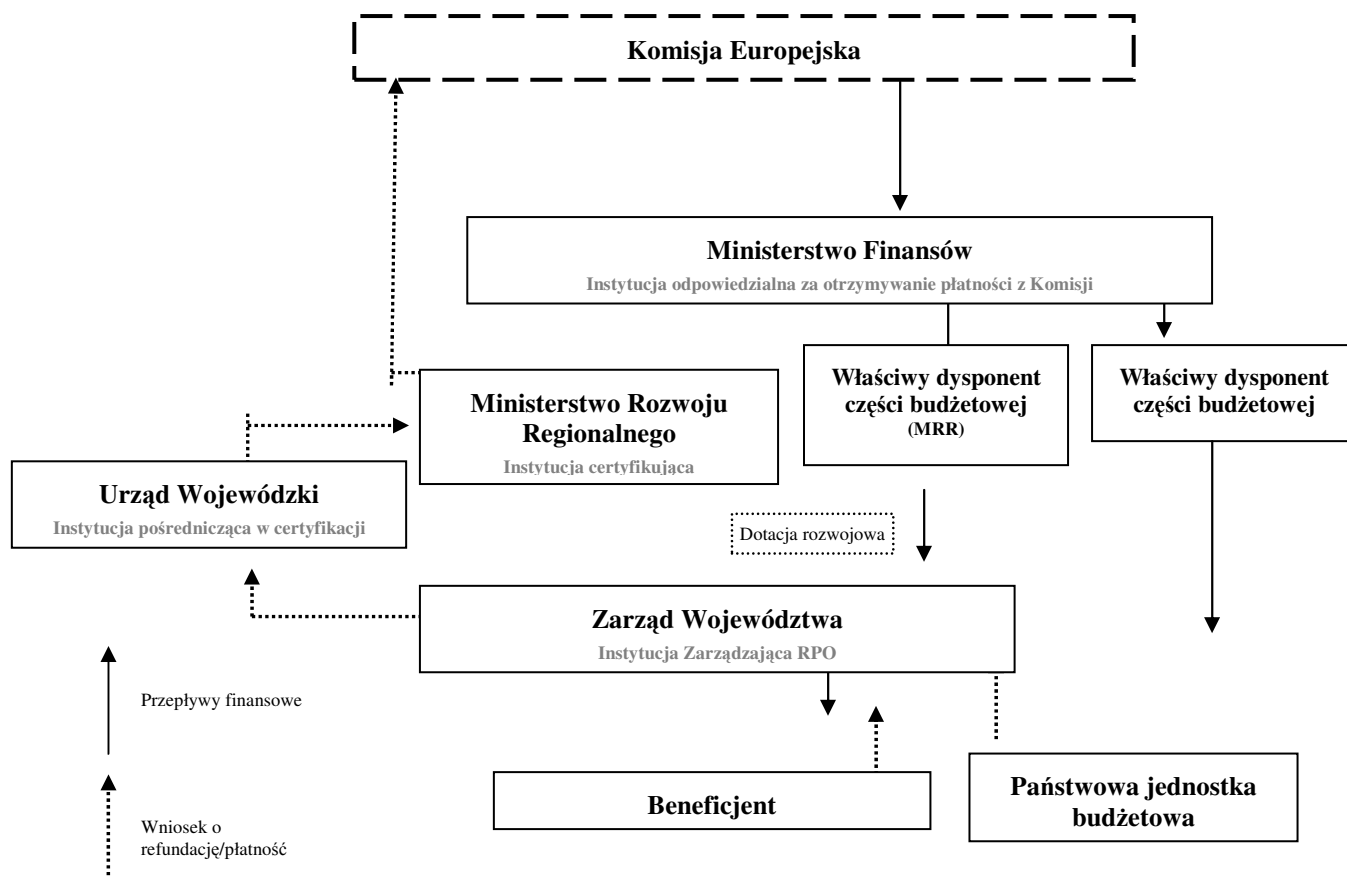 Komisja Europejska
Ministerstwo Finansów
Instytucja odpowiedzialna za otrzymywanie płatności z Komisji
Właściwy dysponent
części budżetowej
(MRR)
Właściwy dysponent
części budżetowej
Ministerstwo Rozwoju
Regionalnego
Instytucja certyfikująca
Urząd Wojewódzki
Instytucja pośrednicząca w certyfikacji
Dotacja rozwojowa
Zarząd Województwa
Instytucja Zarządzająca RPO
Przepływy finansowe
Beneficjent
Państwowa jednostka
budżetowa
Wniosek o
refundację/płatność